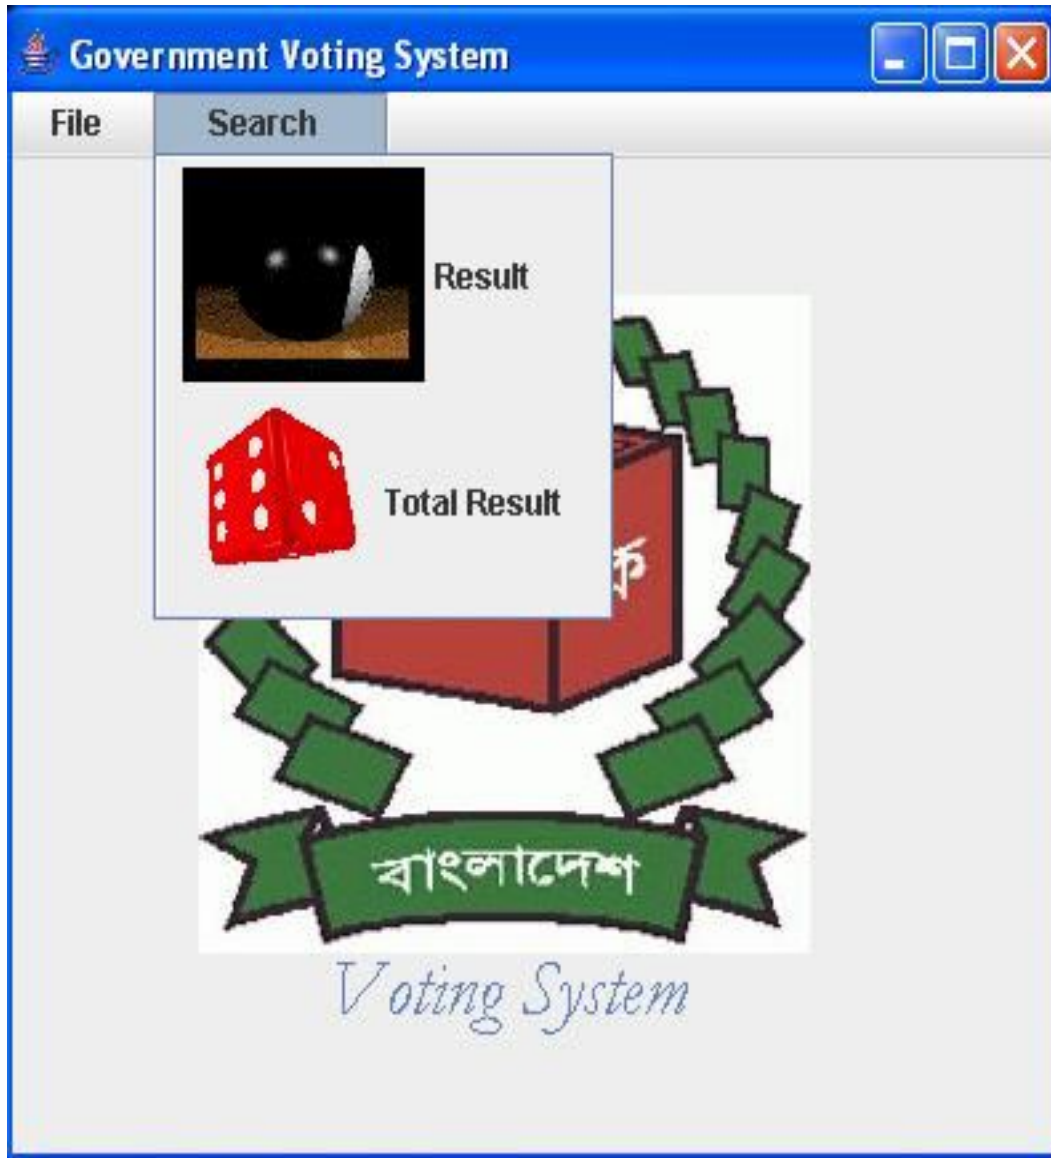 Government Voting System
File Search
Result
Total Result
বাংলাদেশ
Voting System